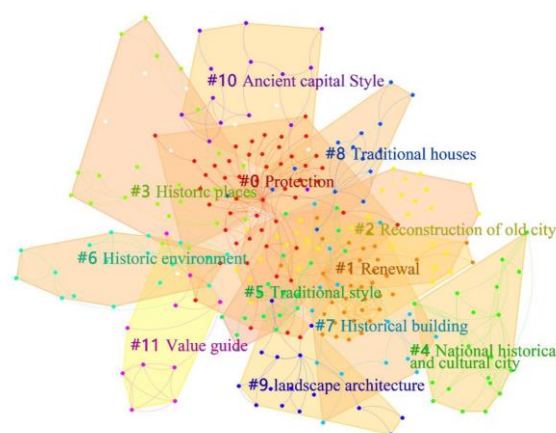 #10 Ancient capital Style
#8 Traditional houses
#0 Protection
#3 Historic places
#2 Reconstruction of old city
#6 Historic environment
#1 Renewal
#5 Traditional style
#7 Historical building
#11 Value guide
#4 National historical
and cultural city
#9 landscape architecture